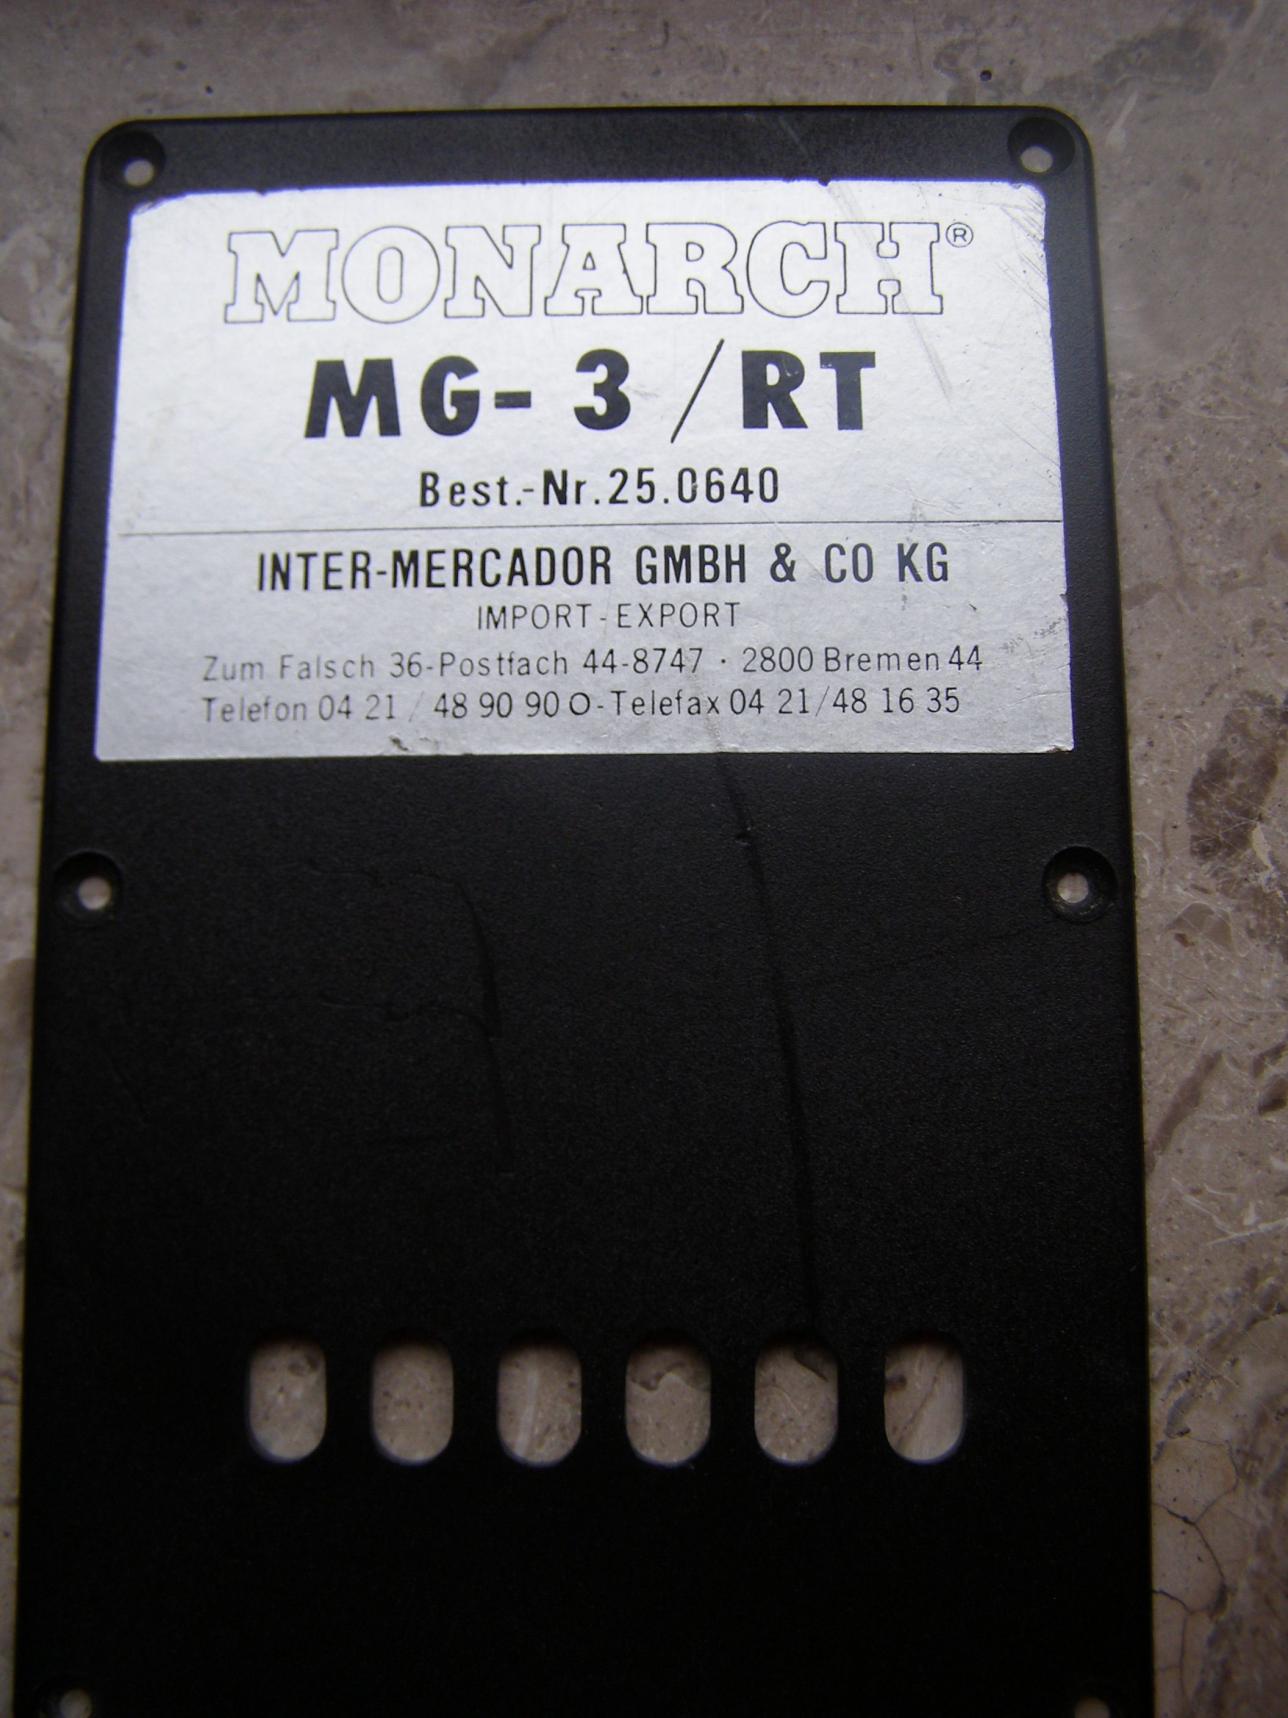 MONARCH®
MG-3/RT
Best.-Nr.25.0640
INTER-MERCADOR GMBH & CO KG
IMPORT-EXPORT
Zum Falsch 36-Postfach 44-8747 · 2800 Bremen 44
Telefon 04 21 / 48 90 90 0-Telefax 04 21/48 16 35